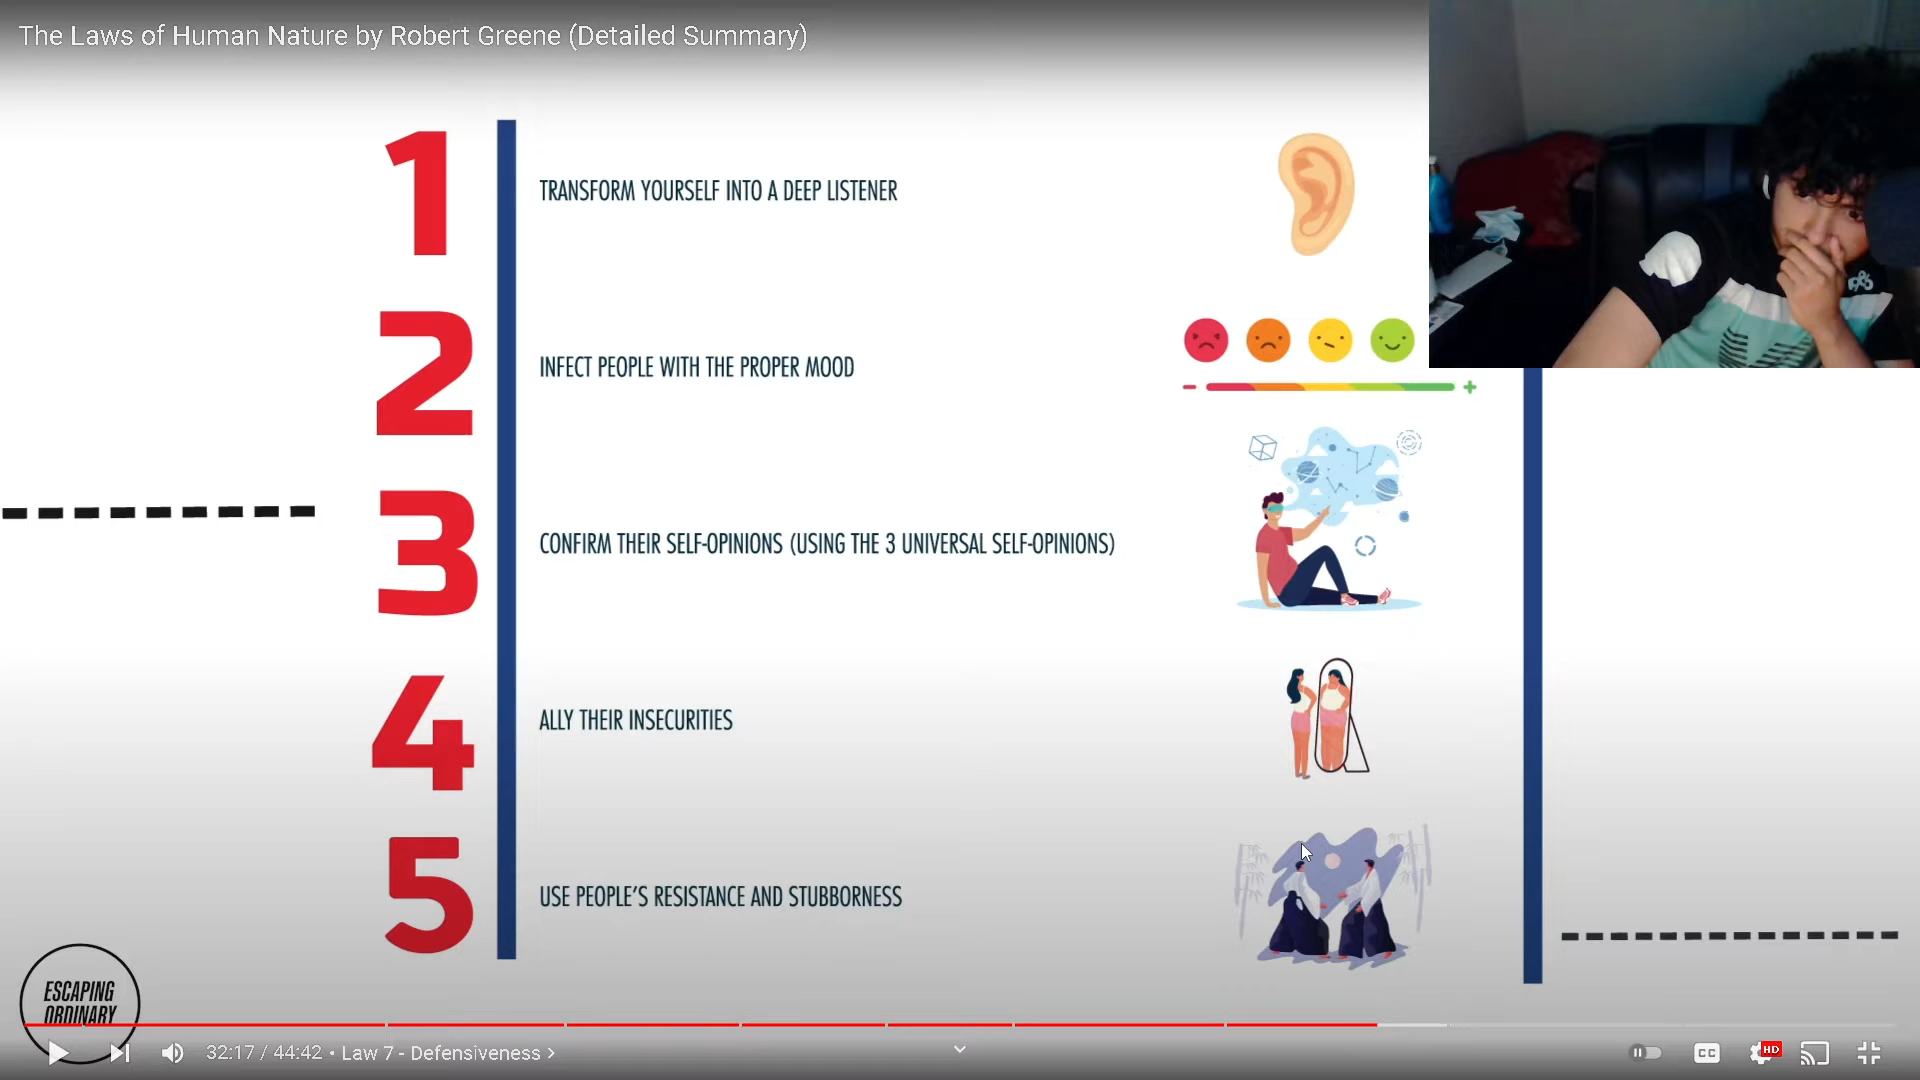 The Laws of Human Nature by Robert Greene (Detailed Summary)
1
TRANSFORM YOURSELF INTO A DEEP LISTENER
2
INFECT PEOPLE WITH THE PROPER MOOD
- +
3
CONFIRM THEIR SELF-OPINIONS (USING THE 3 UNIVERSAL SELF-OPINIONS)
4
ALLY THEIR INSECURITIES
5
USE PEOPLE'S RESISTANCE AND STUBBORNESS
ESCAPING
ORDINARY
32:17 / 44:42 • Law 7 - Defensiveness >
CC
HD